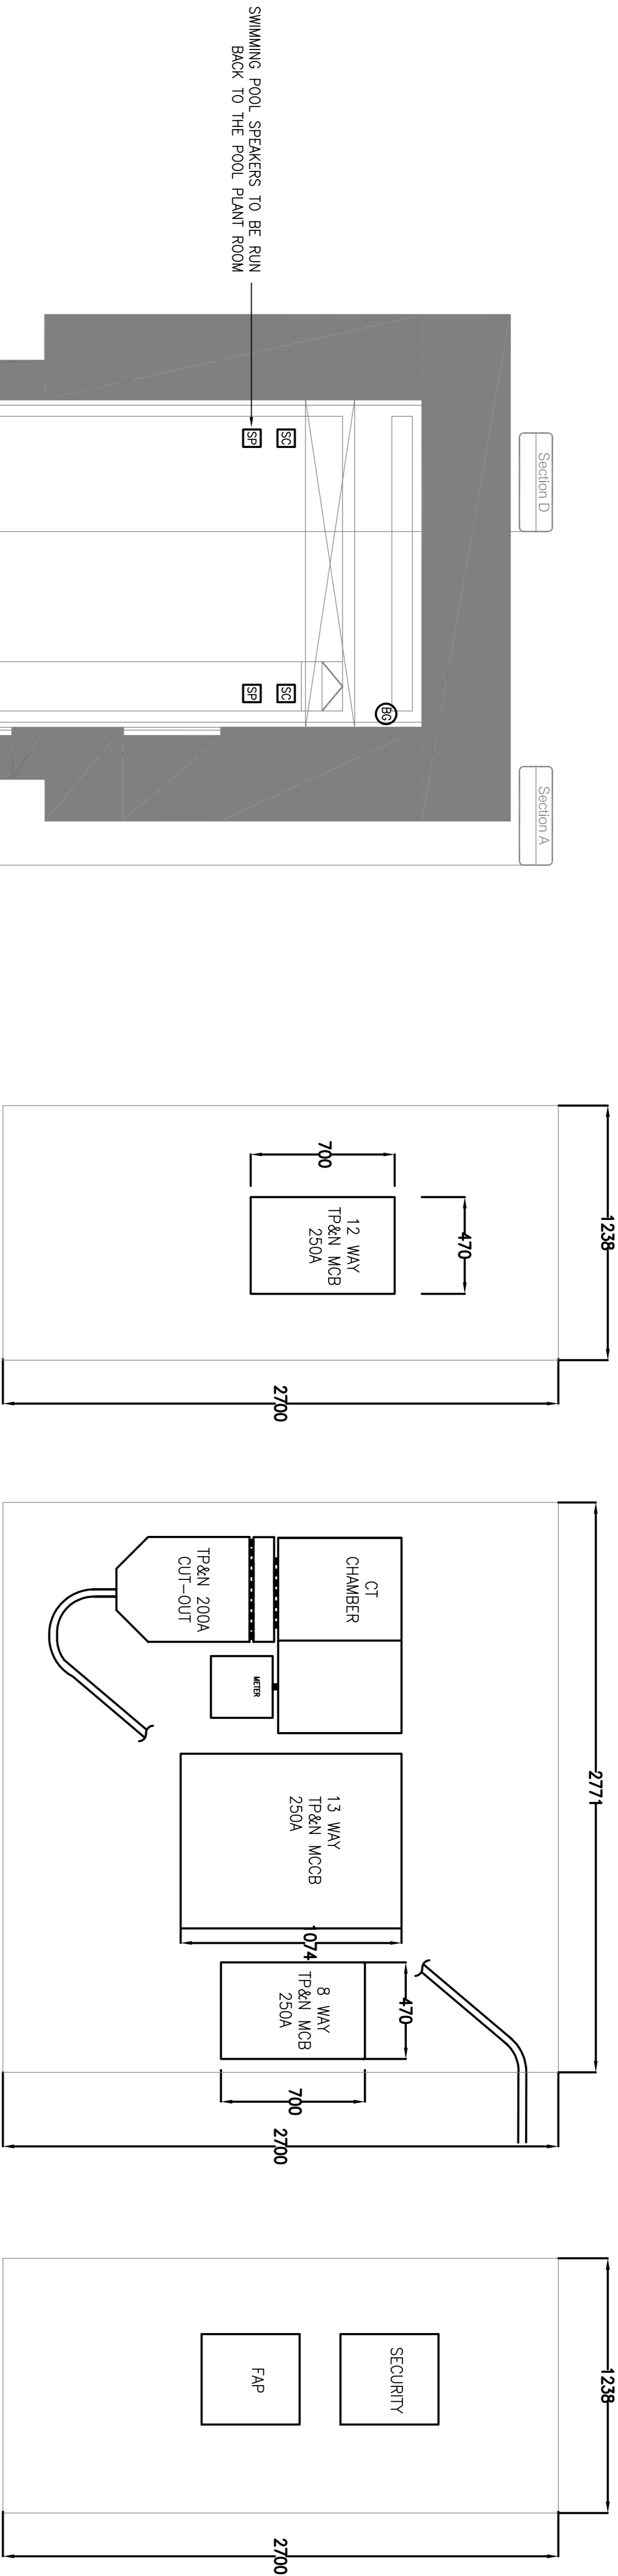 SWIMMING POOL SPEAKERS TO BE RUN
BACK TO THE POOL PLANT ROOM
Section D
Section A
SC
SP
SC
SP
BG
1238
470
700
12 WAY
TP&N MCB
250A
2700
2771
CT
CHAMBER
TP&N 200A
CUT-OUT
METER
13 WAY
TP&N MCCB
250A
1074
470
8 WAY
TP&N MCB
250A
700
2700
1238
SECURITY
FAP
2700